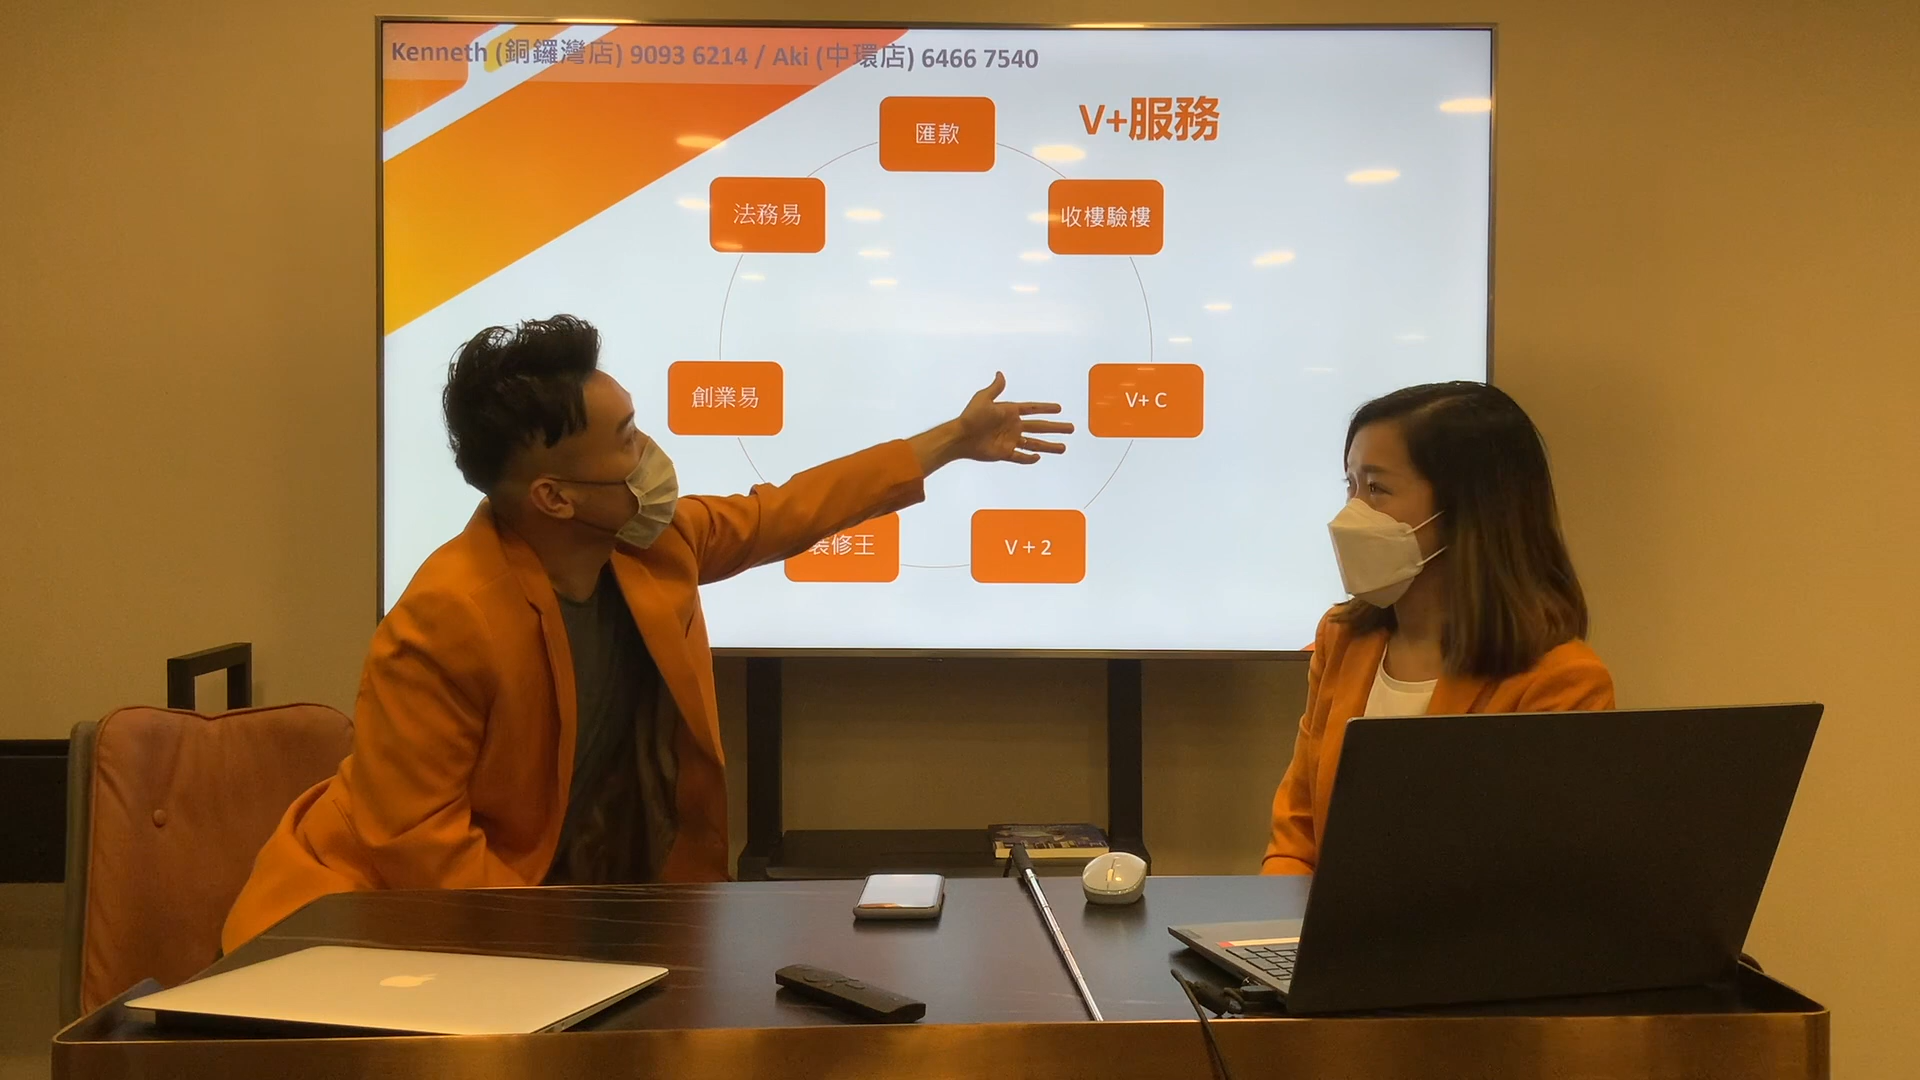 Kenneth (銅鑼灣店) 9093 6214 / Aki (中環店) 6466 7540
V+服務
匯款
法務易
收樓驗樓
創業易
V+ C
裝修王
V + 2